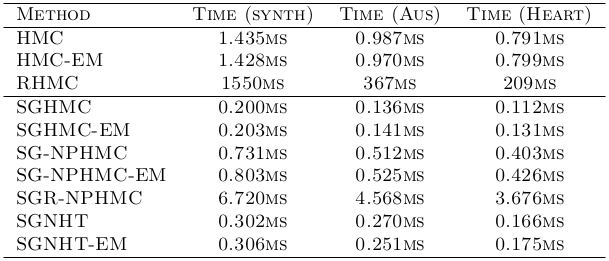 METHOD TIME (SYNTH) TIME (AUS) TIME (HEART)
HMC 1.435MS 0.987MS 0.791MS
HMC-EM 1.428MS 0.970MS 0.799MS
RHMC 1550MS 367MS 209MS
SGHMC 0.200MS 0.136MS 0.112MS
SGHMC-EM 0.203MS 0.141MS 0.131MS
SG-NPHMC 0.731MS 0.512MS 0.403MS
SG-NPHMC-EM 0.803MS 0.525MS 0.426MS
SGR-NPHMC 6.720MS 4.568MS 3.676MS
SGNHT 0.302MS 0.270MS 0.166MS
SGNHT-EM 0.306MS 0.251MS 0.175MS